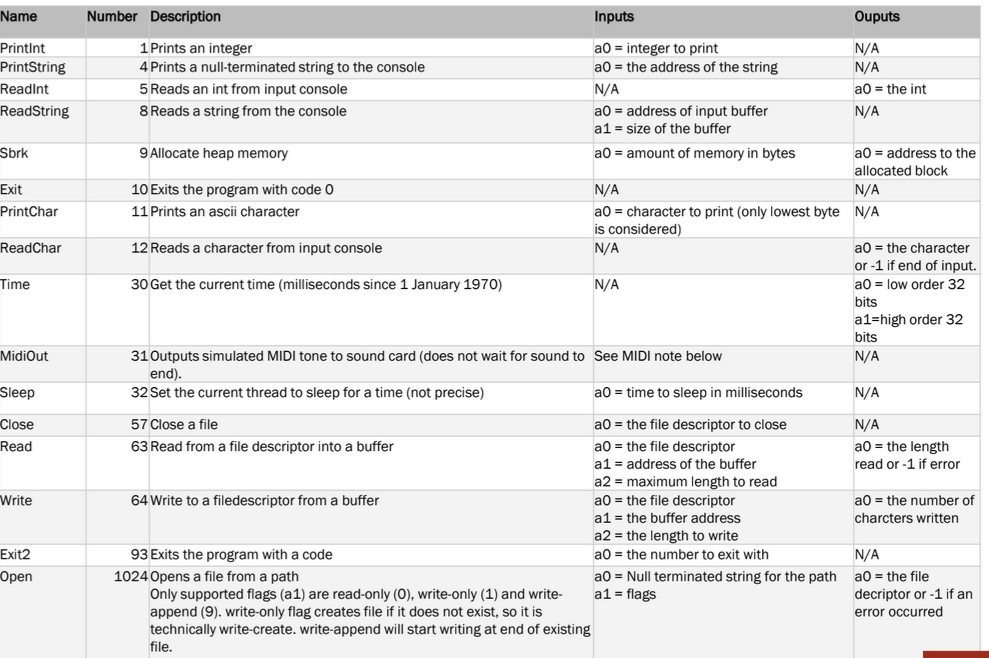 Name Number Description Inputs Ouputs
PrintInt 1 Prints an integer a0 = integer to print N/A
PrintString 4 Prints a null-terminated string to the console a0 = the address of the string N/A
ReadInt 5 Reads an int from input console N/A a0 = the int
ReadString 8 Reads a string from the console a0 = address of input buffer N/A
a1 = size of the buffer
Sbrk 9 Allocate heap memory a0 = amount of memory in bytes a0 = address to the
allocated block
Exit 10 Exits the program with code 0 N/A N/A
PrintChar 11 Prints an ascii character a0 = character to print (only lowest byte N/A
is considered)
ReadChar 12 Reads a character from input console N/A a0 = the character
or -1 if end of input.
Time 30 Get the current time (milliseconds since 1 January 1970) N/A a0 = low order 32
bits
a1=high order 32
bits
MidiOut 31 Outputs simulated MIDI tone to sound card (does not wait for sound to See MIDI note below N/A
end).
Sleep 32 Set the current thread to sleep for a time (not precise) a0 = time to sleep in milliseconds N/A
Close 57 Close a file a0 = the file descriptor to close N/A
Read 63 Read from a file descriptor into a buffer a0 = the file descriptor a0 = the length
a1 = address of the buffer read or -1 if error
a2 = maximum length to read
Write 64 Write to a filedescriptor from a buffer a0 = the file descriptor a0 = the number of
a1 = the buffer address charcters written
a2 = the length to write
Exit2 93 Exits the program with a code a0 = the number to exit with N/A
Open 1024 Opens a file from a path a0 = Null terminated string for the path a0 = the file
Only supported flags (a1) are read-only (0), write-only (1) and write- a1 = flags decriptor or -1 if an
append (9). write-only flag creates file if it does not exist, so it is error occurred
technically write-create. write-append will start writing at end of existing
file.